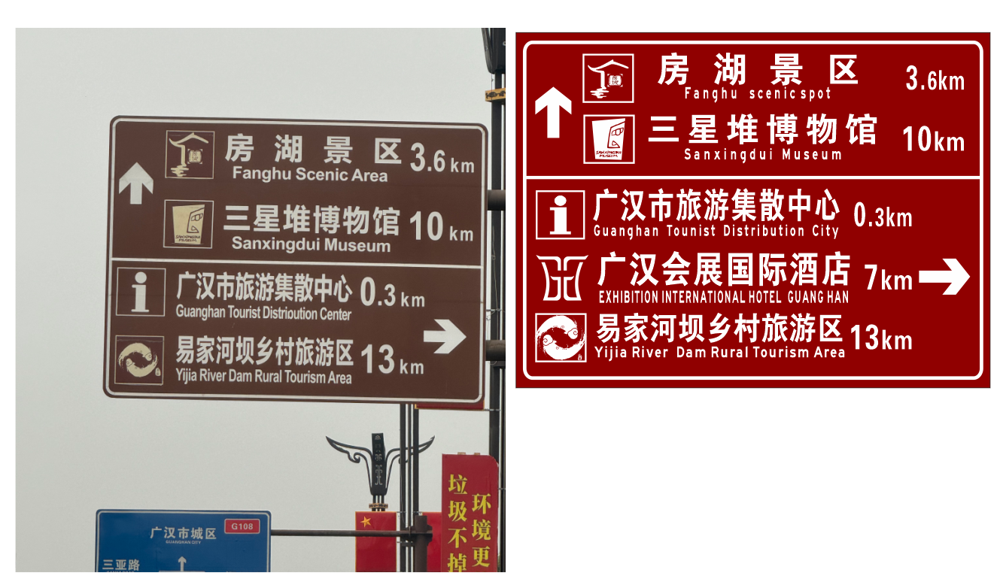 房湖景区 3.6 km
Fanghu Scenic Area
SANXINGDUI
MUSEUM
三星堆博物馆 10 km
Sanxingdui Museum
广汉市旅游集散中心 0.3 km
Guanghan Tourist Distrioution Center
易家河坝乡村旅游区 13 km
Yijia River Dam Rural Tourism Area
广汉市城区
GUANGHAN CITY
G108
三亚路
垃圾不掉
环境更
房湖景区 3.6km
Fanghu scenic spot
SANXINGDUI
MUSEUM
三星堆博物馆 10km
Sanxingdui Museum
广汉市旅游集散中心 0.3km
Guanghan Tounist Distribution City
广汉会展国际酒店 7km
EXHIBITION INTERNATIONAL HOTEL GUANG HAN
易家河坝乡村旅游区 13km
Yijia River Dam Rural Tourism Area